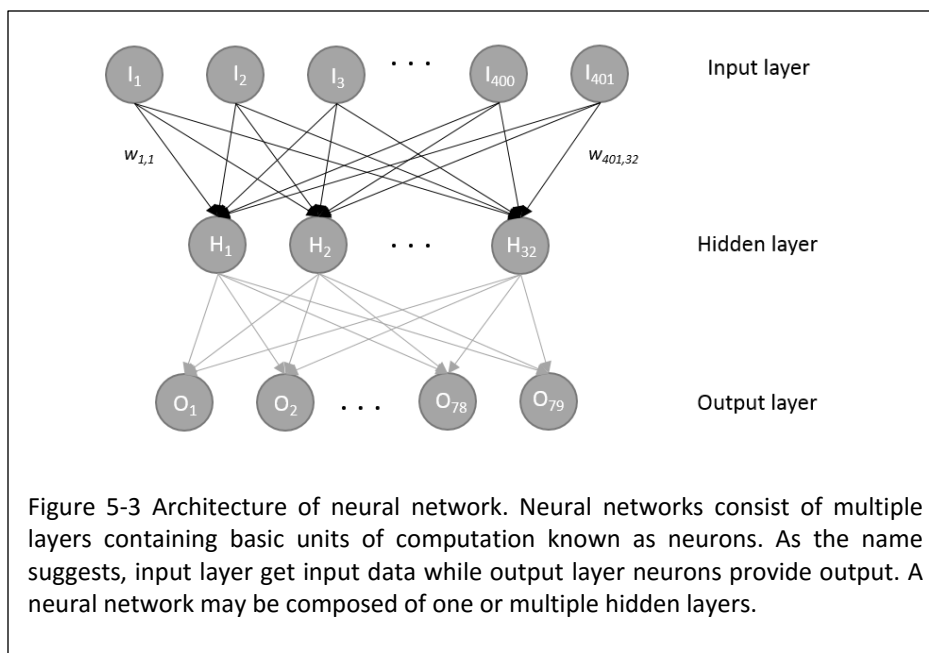 I1 I2 I3 . . . I400 I401 Input layer
w1,1 w401,32
H1 H2 . . . H32 Hidden layer
O1 O2 . . . O78 O79 Output layer
Figure 5-3 Architecture of neural network. Neural networks consist of multiple
layers containing basic units of computation known as neurons. As the name
suggests, input layer get input data while output layer neurons provide output. A
neural network may be composed of one or multiple hidden layers.